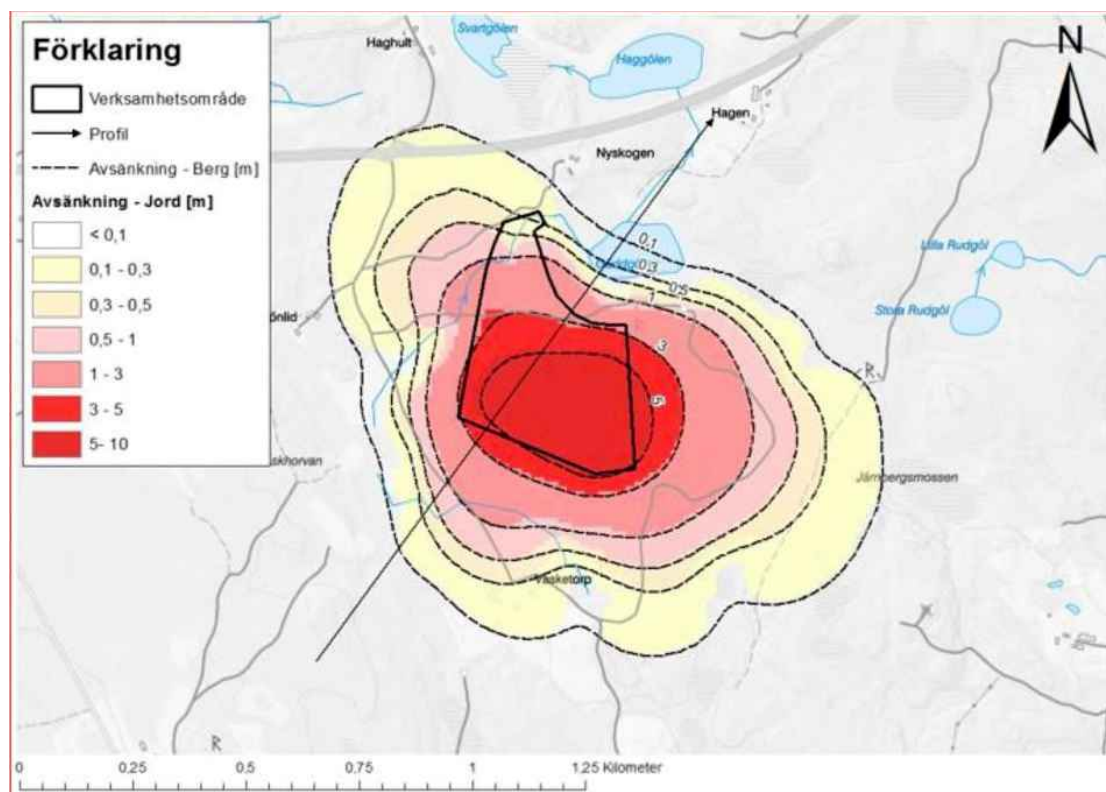 Förklaring
Verksamhetsområde
Profil
Avsänkning - Berg [m]
Avsänkning - Jord [m]
< 0,1
0,1 - 0,3
0,3 - 0,5
0,5 - 1
1 - 3
3 - 5
5- 10
Svartgölen
Haghult
Haggölen
N
Hagen
Nyskogen
0,1
0,3
0,5
1
3
5
Lilla Rudgöl
Stora Rudgöl
R
Järnbergsmossen
Väsketorp
R
0 0,25 0,5 0,75 1 1,25 Kilometer